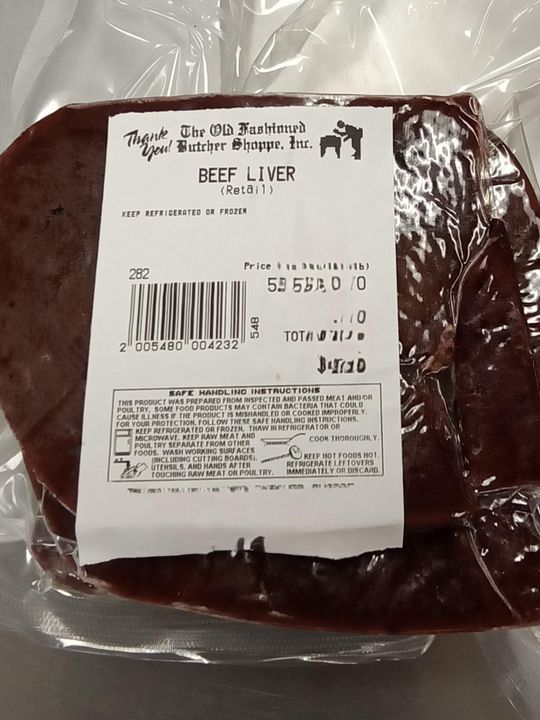 Thank You! The Old Fashioned
Butcher Shoppe, Inc.
BEEF LIVER
(Retail)
KEEP REFRIGERATED OR FROZEN
282
Price
TOT
548
2 005480 004232
SAFE HANDLING INSTRUCTIONS
THIS PRODUCT WAS PREPARED FROM INSPECTED AND PASSED MEAT AND/OR
POULTRY. SOME FOOD PRODUCTS MAY CONTAIN BACTERIA THAT COULD
CAUSE ILLNESS IF THE PRODUCT IS MISHANDLED OR COOKED IMPROPERLY.
FOR YOUR PROTECTION, FOLLOW THESE SAFE HANDLING INSTRUCTIONS.
KEEP REFRIGERATED OR FROZEN. THAW IN REFRIGERATOR OR
MICROWAVE. KEEP RAW MEAT AND
POULTRY SEPARATE FROM OTHER
FOODS. WASH WORKING SURFACES
(INCLUDING CUTTING BOARDS),
UTENSILS, AND HANDS AFTER
TOUCHING RAW MEAT OR POULTRY.
COOK THOROUGHLY.
KEEP HOT FOODS HOT.
REFRIGERATE LEFTOVERS
IMMEDIATELY OR DISCARD.